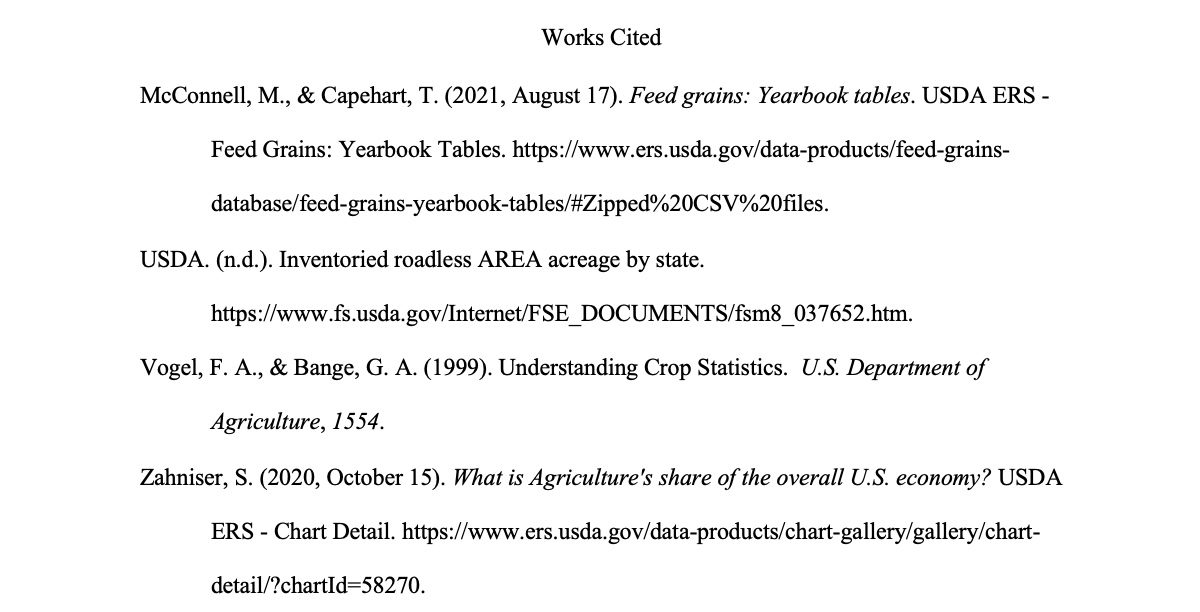 Works Cited
McConnell, M., & Capehart, T. (2021, August 17). Feed grains: Yearbook tables. USDA ERS -
Feed Grains: Yearbook Tables. https://www.ers.usda.gov/data-products/feed-grains-
database/feed-grains-yearbook-tables/#Zipped%20CSV%20files.
USDA. (n.d.). Inventoried roadless AREA acreage by state.
https://www.fs.usda.gov/Internet/FSE_DOCUMENTS/fsm8_037652.htm.
Vogel, F. A., & Bange, G. A. (1999). Understanding Crop Statistics.  U.S. Department of
Agriculture, 1554.
Zahniser, S. (2020, October 15). What is Agriculture's share of the overall U.S. economy? USDA
ERS - Chart Detail. https://www.ers.usda.gov/data-products/chart-gallery/gallery/chart-
detail/?chartId=58270.